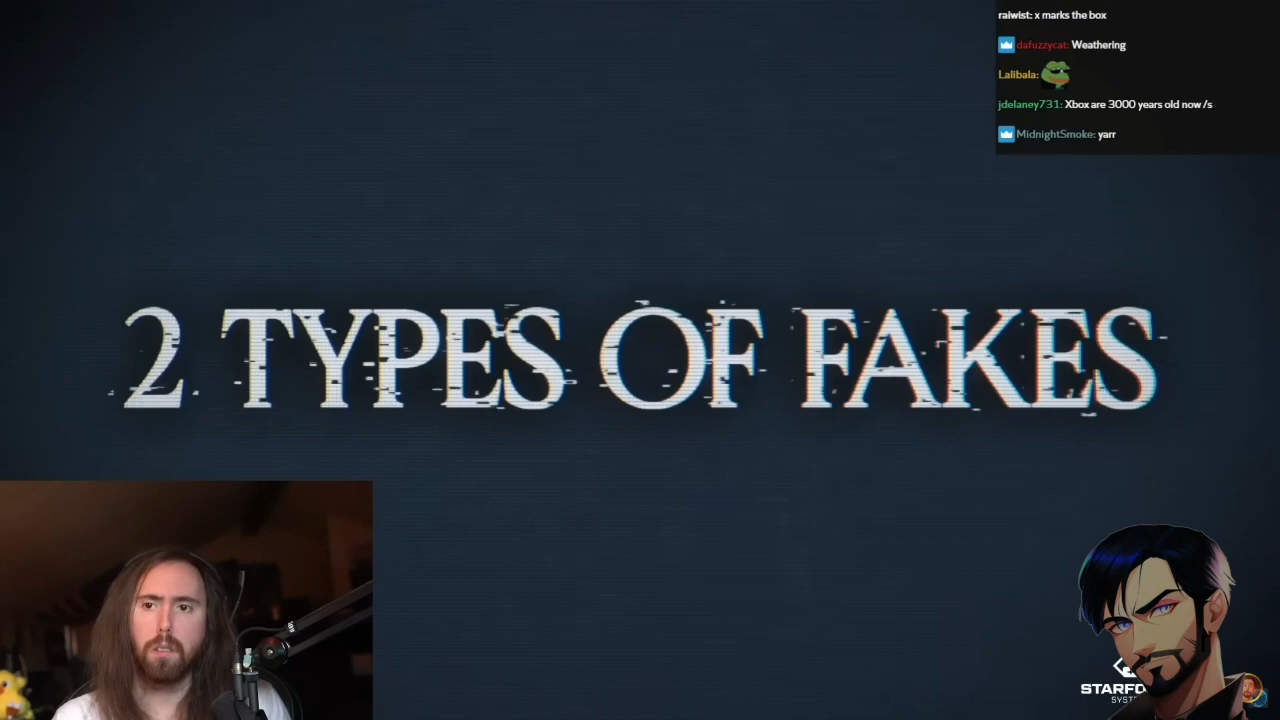 raiwist: x marks the box
dafuzzycat: Weathering
Lalibala:
jdelaney731: Xbox are 3000 years old now /s
MidnightSmoke: yarr
2 TYPES OF FAKES